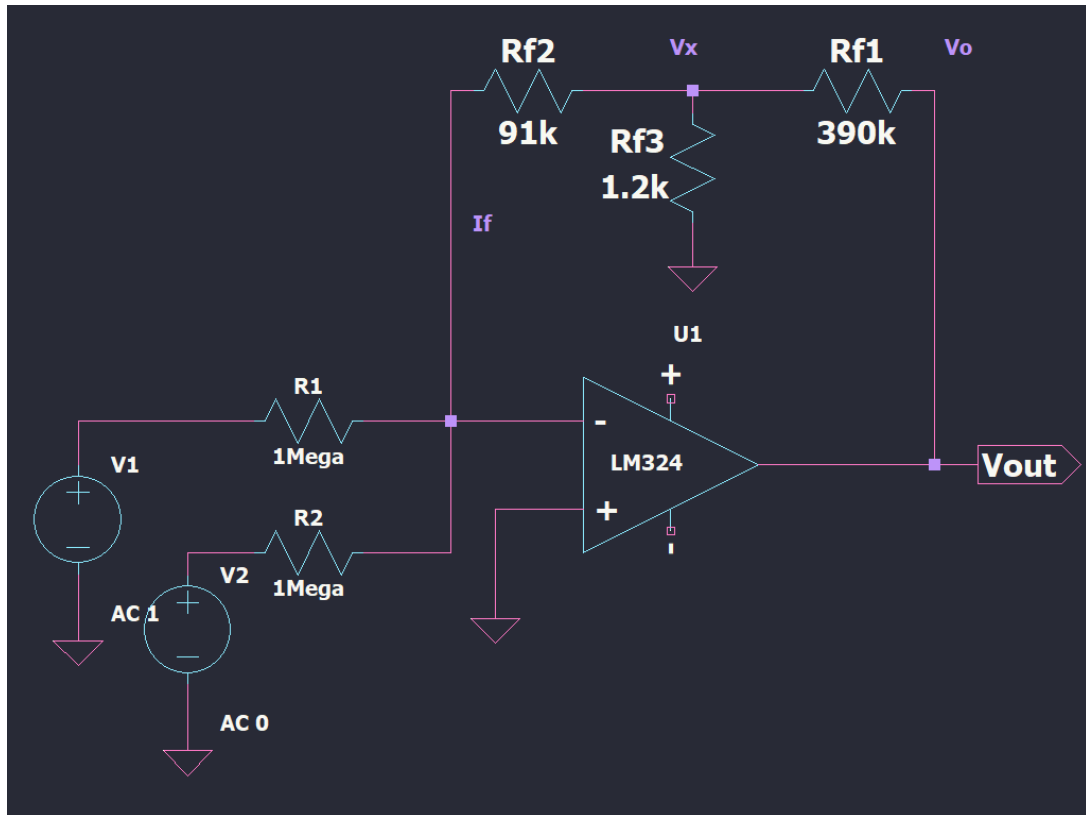 Rf2
Vx
Rf1
Vo
91k
Rf3
390k
1.2k
If
U1
+
R1
-
1Mega
V1
LM324
Vout
R2
+
-
V2
1Mega
AC 1
AC 0